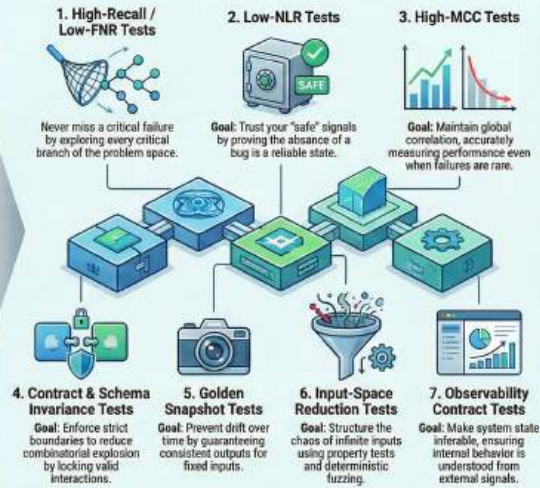 1. High-Recall /
Low-FNR Tests
Never miss a critical failure
by exploring every critical
branch of the problem space.
2. Low-NLR Tests
SAFE
Goal: Trust your "safe" signals
by proving the absence of a
bug is a reliable state.
3. High-MCC Tests
Goal: Maintain global
correlation, accurately
measuring performance even
when failures are rare.
4. Contract & Schema
Invariance Tests
Goal: Enforce strict
boundaries to reduce
combinatorial explosion
by locking valid
interactions.
5. Golden
Snapshot Tests
Goal: Prevent drift over
time by guaranteeing
consistent outputs for
fixed inputs.
6. Input-Space
Reduction Tests
Goal: Structure the
chaos of infinite inputs
using property tests
and deterministic
fuzzing.
7. Observability
Contract Tests
Goal: Make system state
inferable, ensuring
internal behavior is
understood from
external signals.